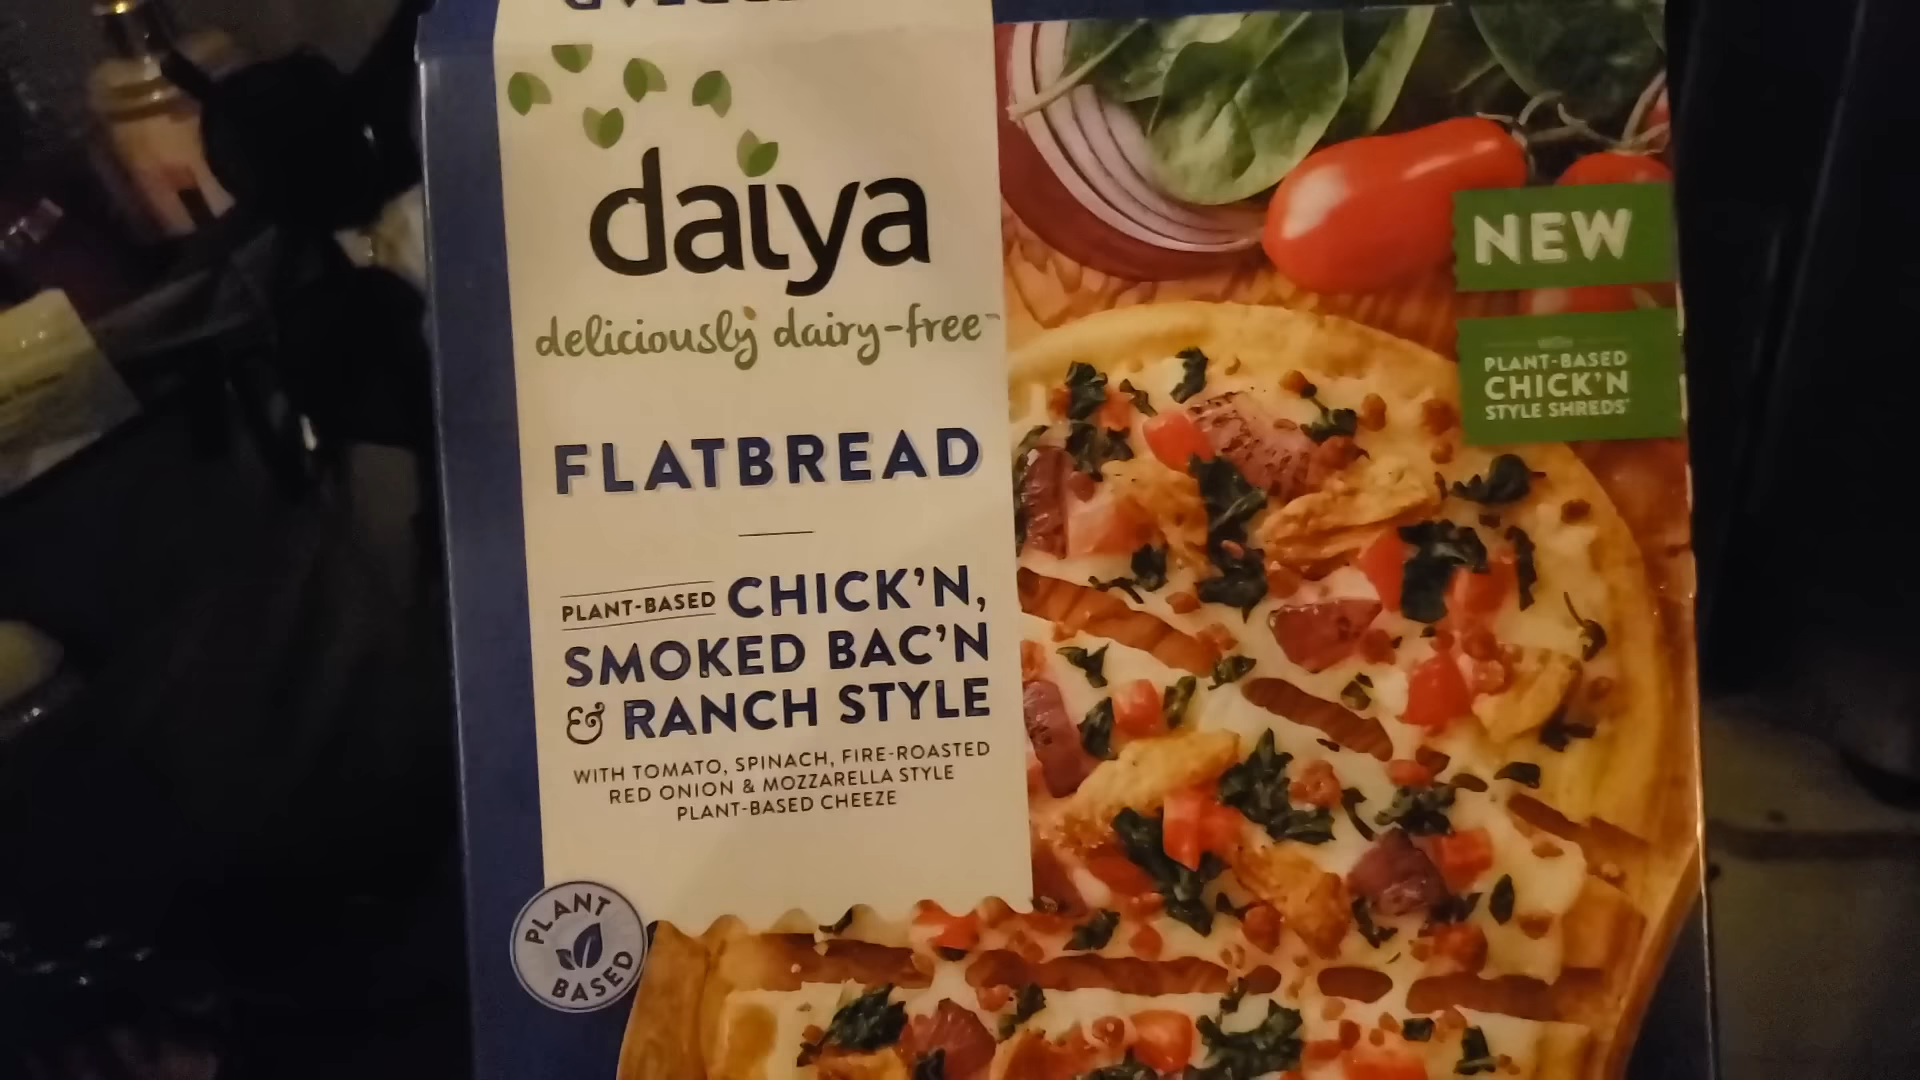 daiya
deliciously dairy-free
FLATBREAD
PLANT-BASED CHICK'N,
SMOKED BAC'N
& RANCH STYLE
WITH TOMATO, SPINACH, FIRE-ROASTED
RED ONION & MOZZARELLA STYLE
PLANT-BASED CHEEZE
PLANT
BASED
NEW
WITH
PLANT-BASED
CHICK'N
STYLE SHREDS